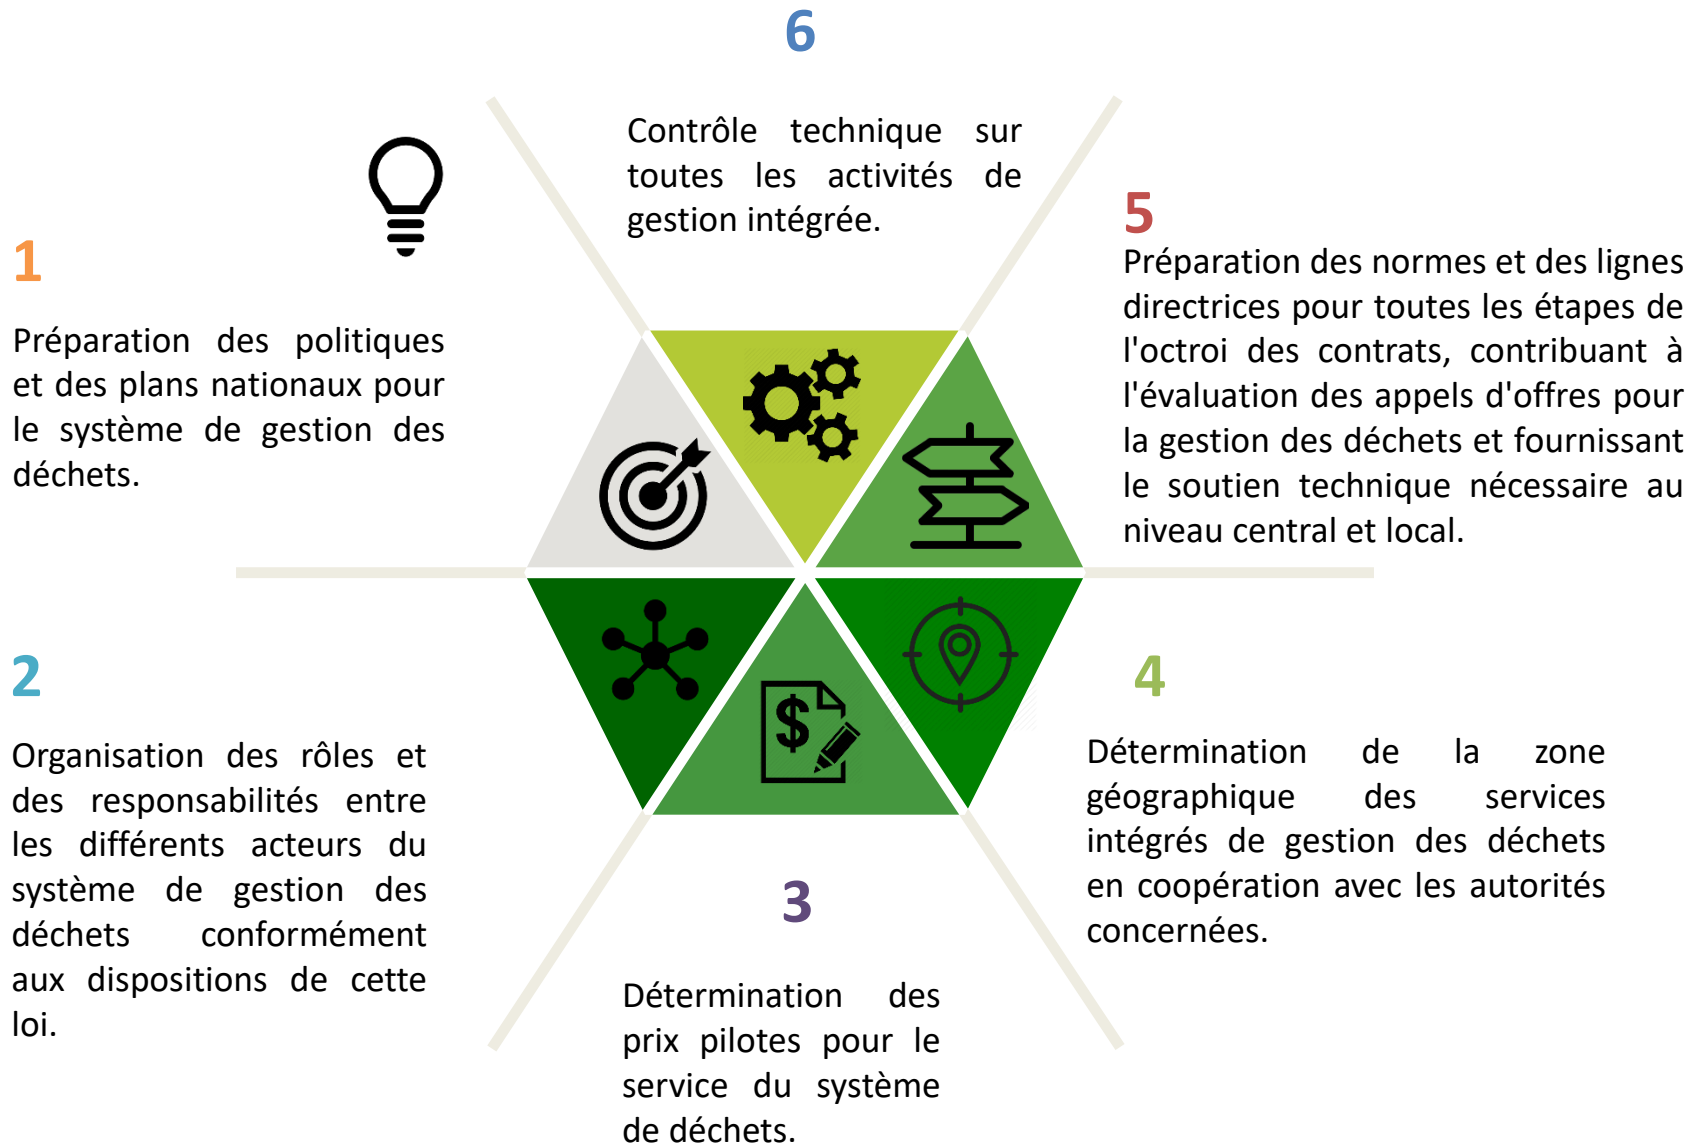 1
Préparation des politiques
et des plans nationaux pour
le système de gestion des
déchets.
2
Organisation des rôles et
des responsabilités entre
les différents acteurs du
système de gestion des
déchets conformément
aux dispositions de cette
loi.
3
Détermination des
prix pilotes pour le
service du système
de déchets.
4
Détermination de la zone
géographique des services
intégrés de gestion des déchets
en coopération avec les autorités
concernées.
5
Préparation des normes et des lignes
directrices pour toutes les étapes de
l'octroi des contrats, contribuant à
l'évaluation des appels d'offres pour
la gestion des déchets et fournissant
le soutien technique nécessaire au
niveau central et local.
6
Contrôle technique sur
toutes les activités de
gestion intégrée.
$